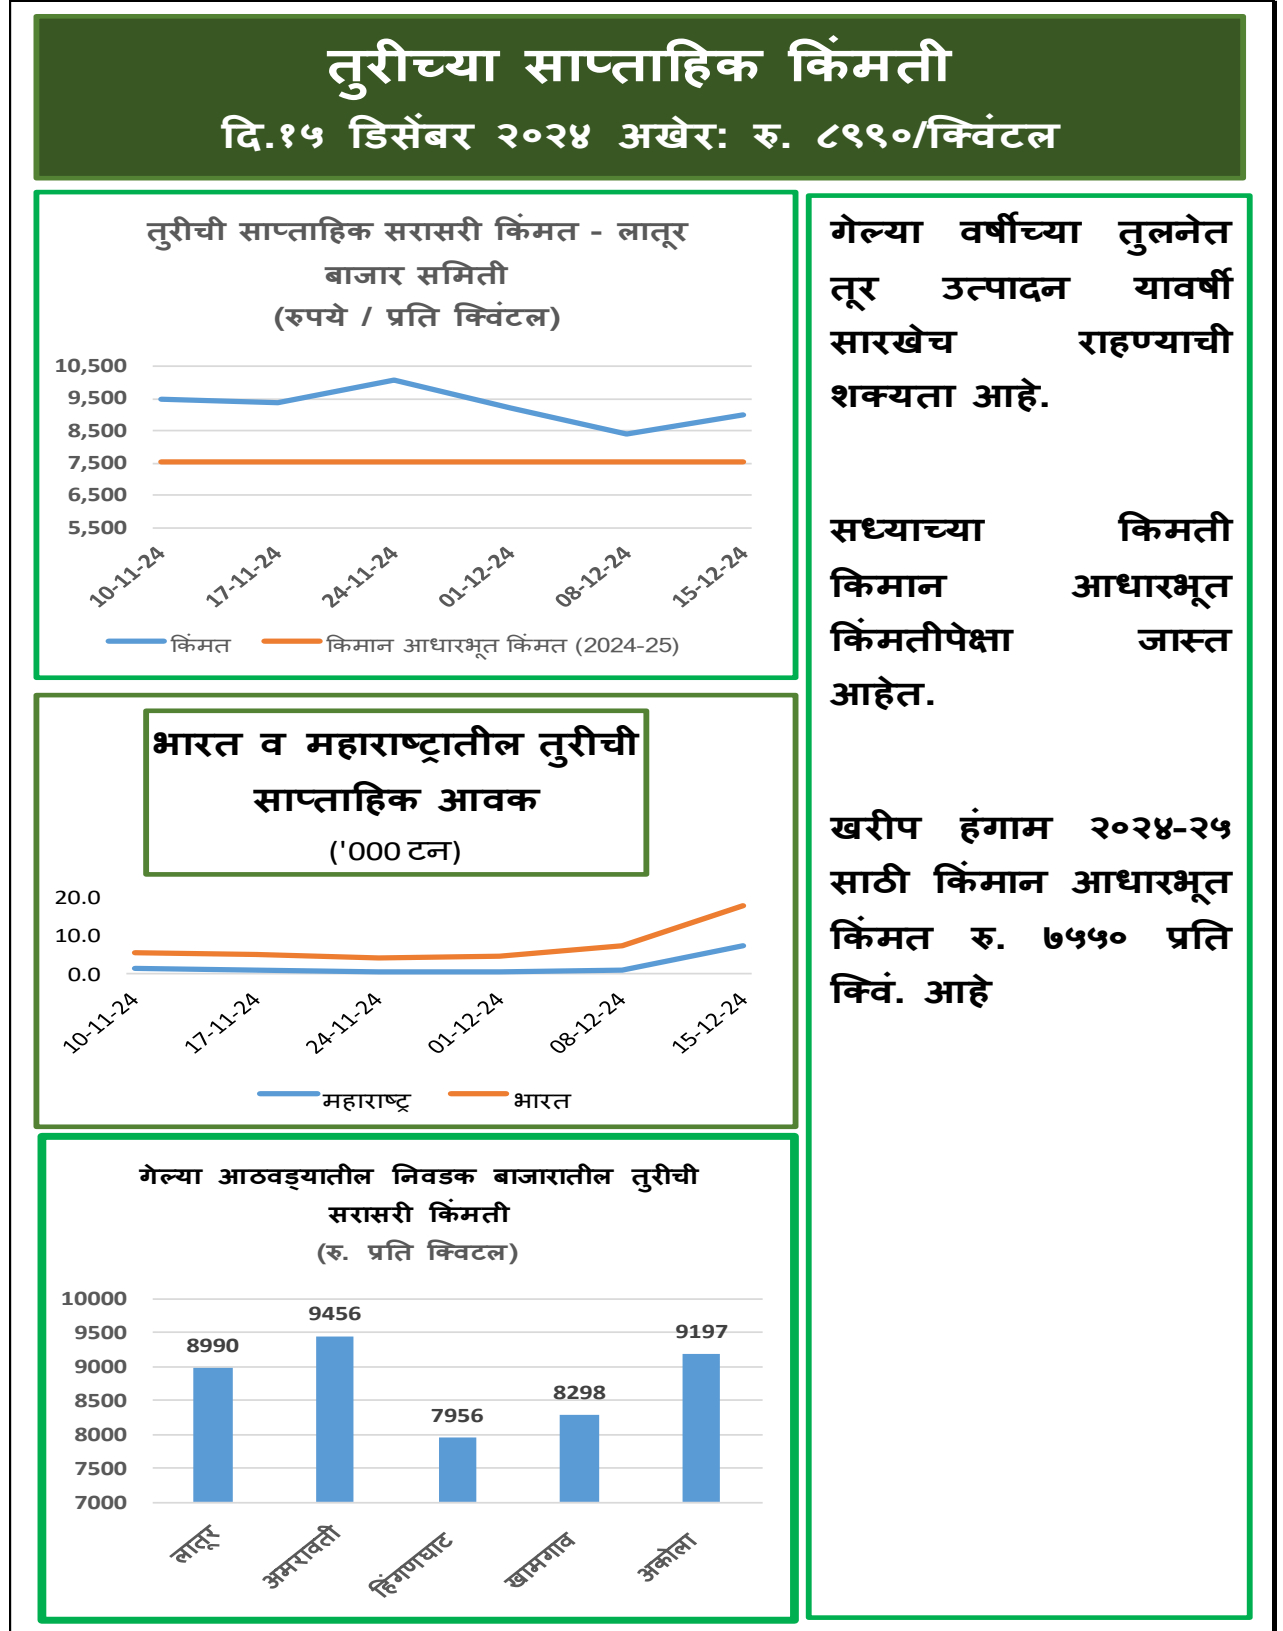 तुरीच्या साप्ताहिक किंमती
दि.१५ डिसेंबर २०२४ अखेर: रु. ८९९०/क्विंटल
तुरीची साप्ताहिक सरासरी किंमत - लातूर
बाजार समिती
(रुपये / प्रति क्विंटल)
10,500
9,500
8,500
7,500
6,500
5,500
10-11-24
17-11-24
24-11-24
01-12-24
08-12-24
15-12-24
किंमत
किमान आधारभूत किंमत (2024-25)
भारत व महाराष्ट्रातील तुरीची
साप्ताहिक आवक
('000 टन)
20.0
10.0
0.0
10-11-24
17-11-24
24-11-24
01-12-24
08-12-24
15-12-24
महाराष्ट्र
भारत
गेल्या आठवड्यातील निवडक बाजारातील तुरीची
सरासरी किंमती
(रु. प्रति क्विटल)
10000
9500
9000
8500
8000
7500
7000
8990
9456
7956
8298
9197
लातूर
अमरावती
हिंगणघाट
खामगाव
अकोला
गेल्या वर्षीच्या तुलनेत
तूर उत्पादन यावर्षी
सारखेच राहण्याची
शक्यता आहे.
सध्याच्या किमती
किमान आधारभूत
किंमतीपेक्षा जास्त
आहेत.
खरीप हंगाम २०२४-२५
साठी किंमान आधारभूत
किंमत रु. ७५५० प्रति
क्विं. आहे